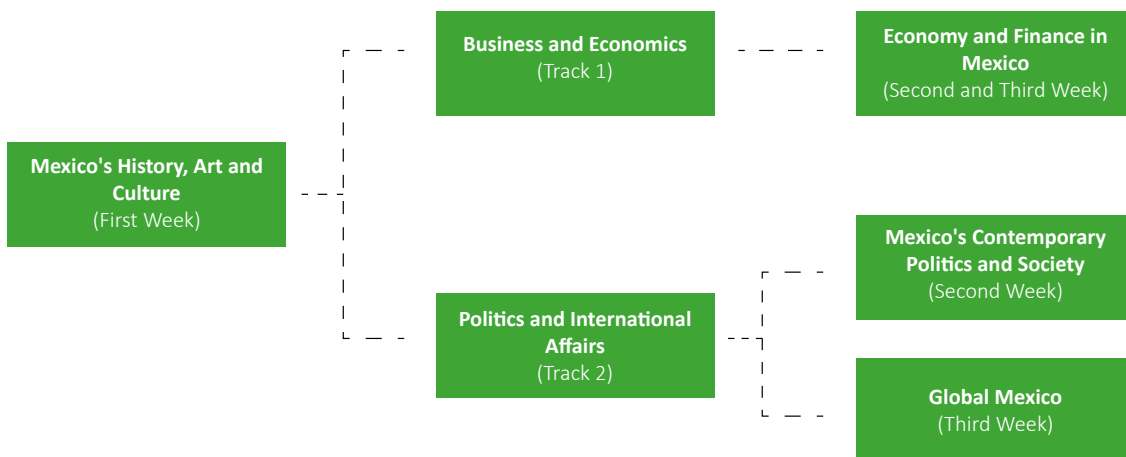 Mexico's History, Art and
Culture
(First Week)
Business and Economics
(Track 1)
Economy and Finance in
Mexico
(Second and Third Week)
Politics and International
Affairs
(Track 2)
Mexico's Contemporary
Politics and Society
(Second Week)
Global Mexico
(Third Week)